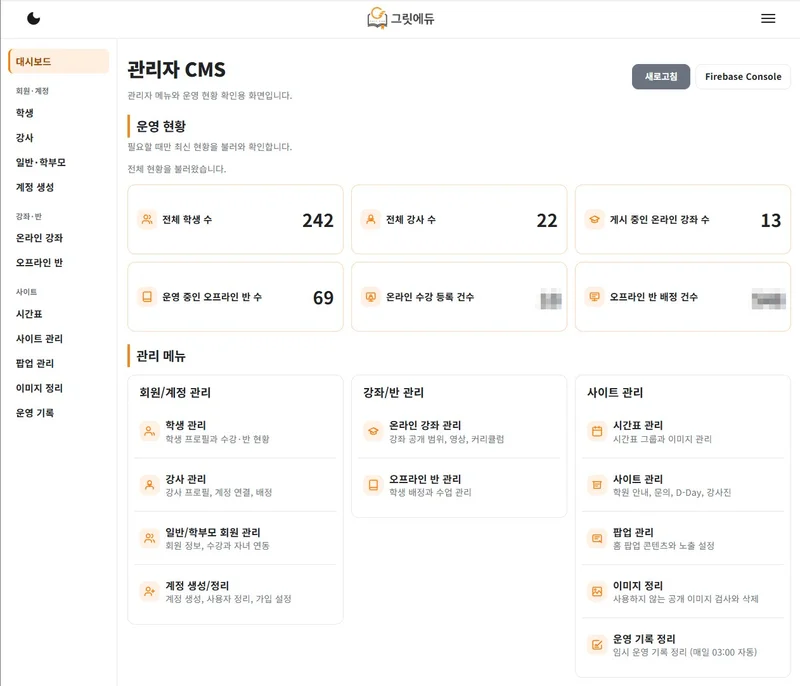 그릿에듀
대시보드
회원·계정
학생
강사
일반·학부모
계정 생성
강좌·반
온라인 강좌
오프라인 반
사이트
시간표
사이트 관리
팝업 관리
이미지 정리
운영 기록
관리자 CMS
관리자 메뉴와 운영 현황 확인용 화면입니다.
새로고침
Firebase Console
운영 현황
필요할 때만 최신 현황을 불러와 확인합니다.
전체 현황을 불러왔습니다.
전체 학생 수
242
전체 강사 수
22
게시 중인 온라인 강좌 수
13
운영 중인 오프라인 반 수
69
온라인 수강 등록 건수
오프라인 반 배정 건수
관리 메뉴
회원/계정 관리
학생 관리
학생 프로필과 수강·반 현황
강사 관리
강사 프로필, 계정 연결, 배정
일반/학부모 회원 관리
회원 정보, 수강과 자녀 연동
계정 생성/정리
계정 생성, 사용자 정리, 가입 설정
강좌/반 관리
온라인 강좌 관리
강좌 공개 범위, 영상, 커리큘럼
오프라인 반 관리
학생 배정과 수업 관리
사이트 관리
시간표 관리
시간표 그룹과 이미지 관리
사이트 관리
학원 안내, 문의, D-Day, 강사진
팝업 관리
홈 팝업 콘텐츠와 노출 설정
이미지 정리
사용하지 않는 공개 이미지 검사와 삭제
운영 기록 정리
임시 운영 기록 정리 (매일 03:00 자동)